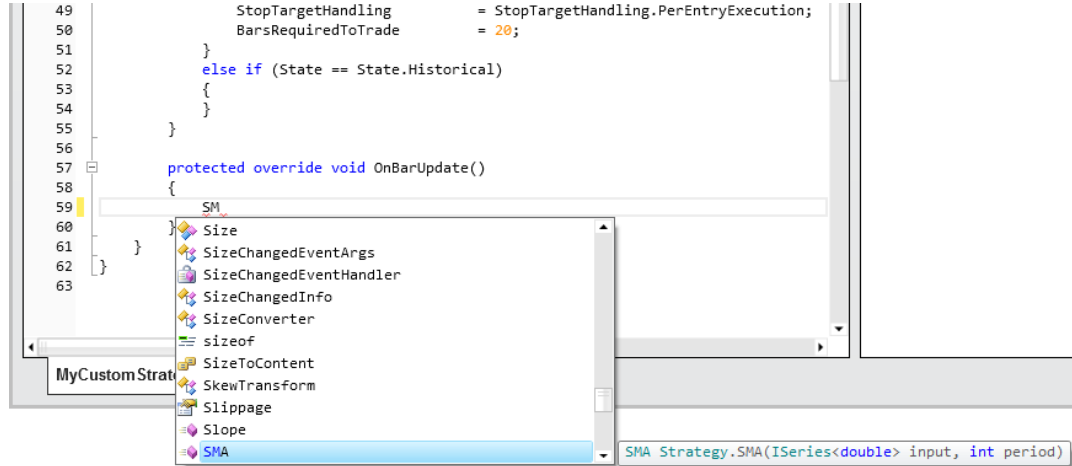 49 StopTargetHandling = StopTargetHandling.PerEntryExecution;
50 BarsRequiredToTrade = 20;
51 }
52 else if (State == State.Historical)
53 {
54 }
55 }
56
57 protected override void OnBarUpdate()
58 {
59 SM
60 }
61 }
62 }
63
Size
SizeChangedEventArgs
SizeChangedEventHandler
SizeChangedInfo
SizeConverter
sizeof
SizeToContent
SkewTransform
Slippage
Slope
SMA
SMA Strategy.SMA(ISeries<double> input, int period)
MyCustomStrat